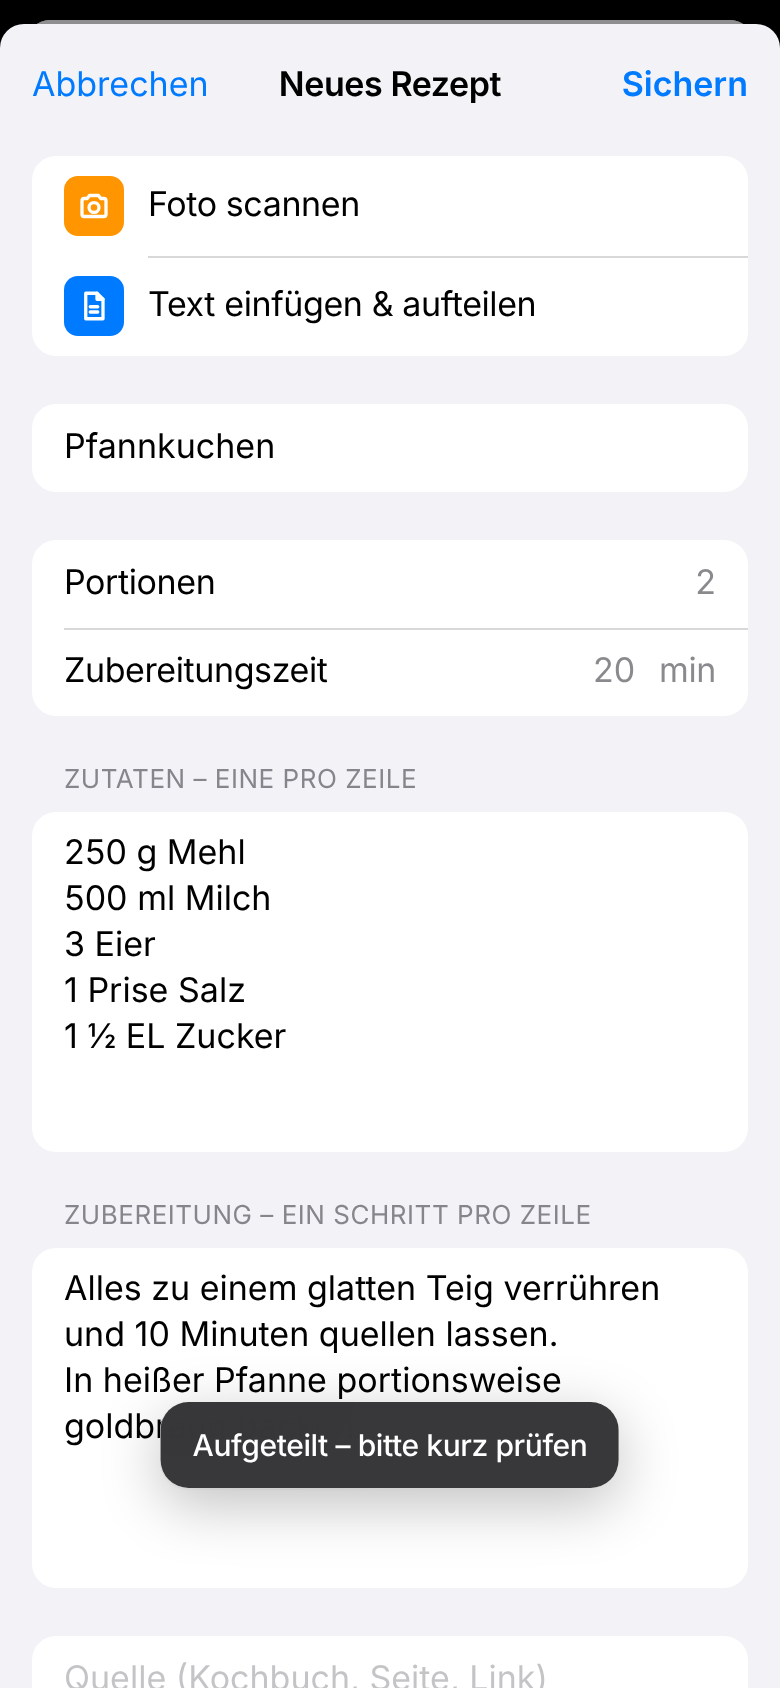 Abbrechen Neues Rezept Sichern
Foto scannen
Text einfügen & aufteilen
Pfannkuchen
Portionen 2
Zubereitungszeit 20 min
ZUTATEN – EINE PRO ZEILE
250 g Mehl
500 ml Milch
3 Eier
1 Prise Salz
1 ½ EL Zucker
ZUBEREITUNG – EIN SCHRITT PRO ZEILE
Alles zu einem glatten Teig verrühren
und 10 Minuten quellen lassen.
In heißer Pfanne portionsweise
Aufgeteilt – bitte kurz prüfen
Quelle (Kochbuch, Seite, Link)